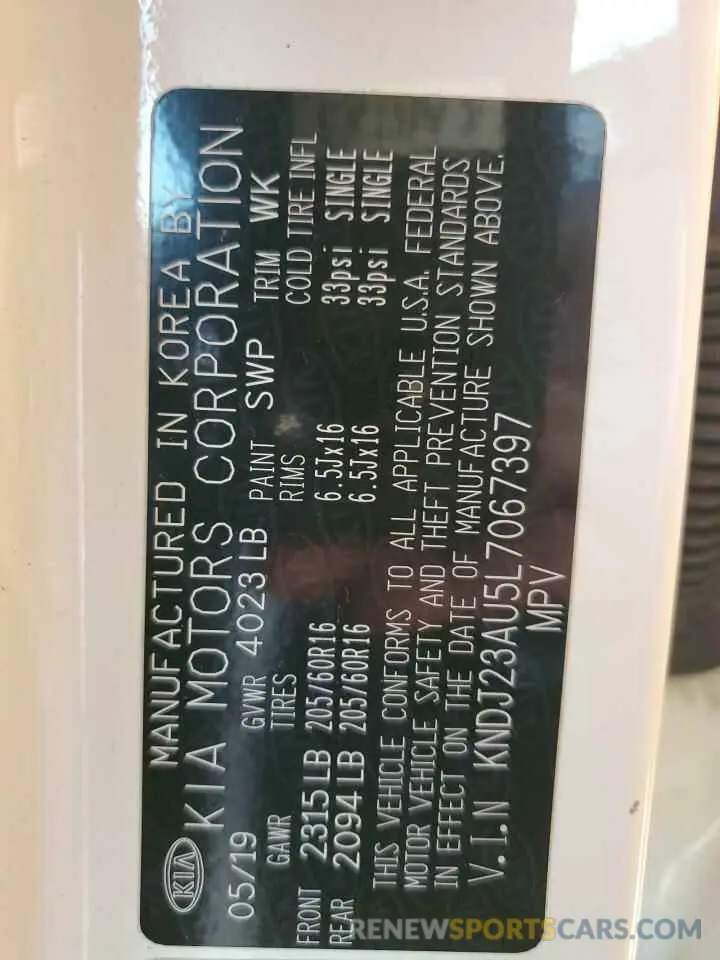 MANUFACTURED IN KOREA BY
KIA KIA MOTORS CORPORATION
05/19 GVWR 4023 LB PAINT SWP TRIM WK
GAWR TIRES RIMS COLD TIRE INFL
FRONT 2315 LB 205/60R16 6.5Jx16 33psi SINGLE
REAR 2094 LB 205/60R16 6.5Jx16 33psi SINGLE
THIS VEHICLE CONFORMS TO ALL APPLICABLE U.S.A. FEDERAL
MOTOR VEHICLE SAFETY AND THEFT PREVENTION STANDARDS
IN EFFECT ON THE DATE OF MANUFACTURE SHOWN ABOVE.
V.I.N KNDJ23AU5L7067397
MPV
RENEWSPORTSCARS.COM